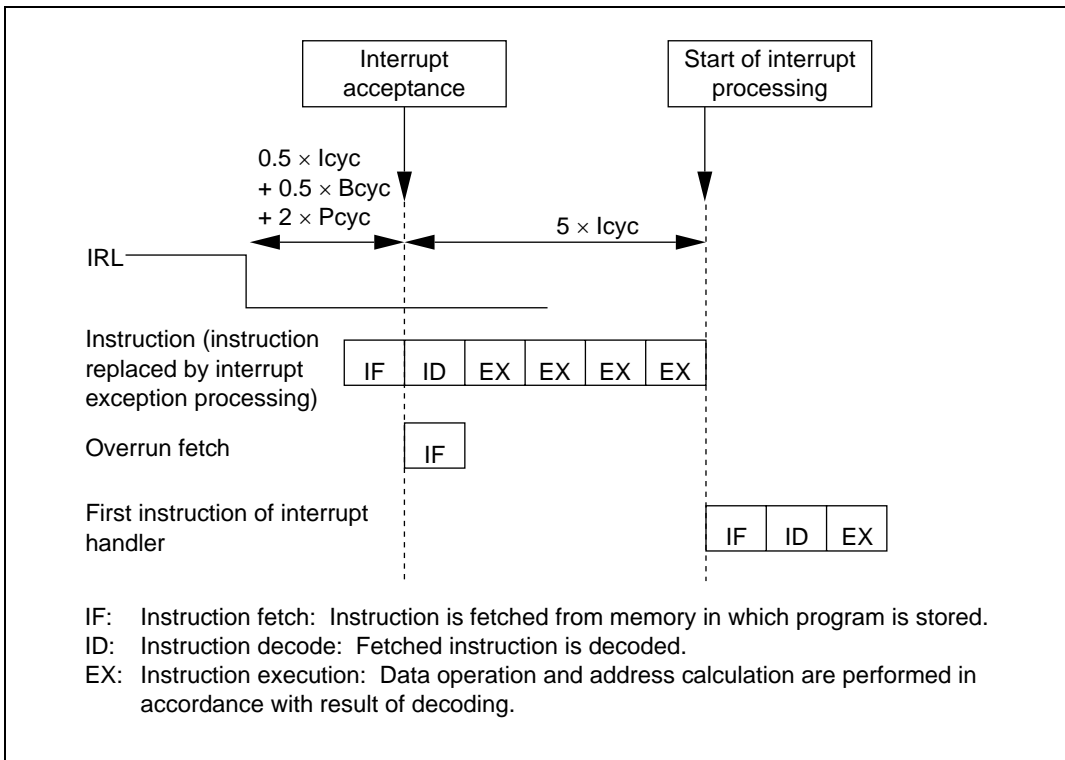 Interrupt
acceptance
Start of interrupt
processing
0.5 × Icyc
+ 0.5 × Bcyc
+ 2 × Pcyc
5 × Icyc
IRL
Instruction (instruction
replaced by interrupt
exception processing)
IF ID EX EX EX EX
Overrun fetch
IF
First instruction of interrupt
handler
IF ID EX
IF: Instruction fetch: Instruction is fetched from memory in which program is stored.
ID: Instruction decode: Fetched instruction is decoded.
EX: Instruction execution: Data operation and address calculation are performed in
accordance with result of decoding.